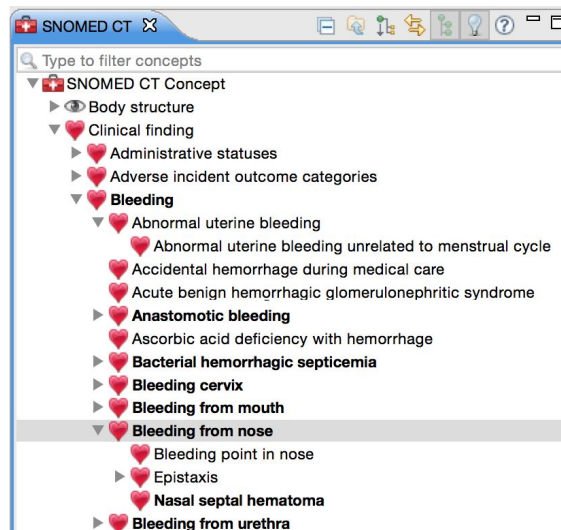 SNOMED CT
Type to filter concepts
SNOMED CT Concept
Body structure
Clinical finding
Administrative statuses
Adverse incident outcome categories
Bleeding
Abnormal uterine bleeding
Abnormal uterine bleeding unrelated to menstrual cycle
Accidental hemorrhage during medical care
Acute benign hemorrhagic glomerulonephritic syndrome
Anastomotic bleeding
Ascorbic acid deficiency with hemorrhage
Bacterial hemorrhagic septicemia
Bleeding cervix
Bleeding from mouth
Bleeding from nose
Bleeding point in nose
Epistaxis
Nasal septal hematoma
Bleeding from urethra